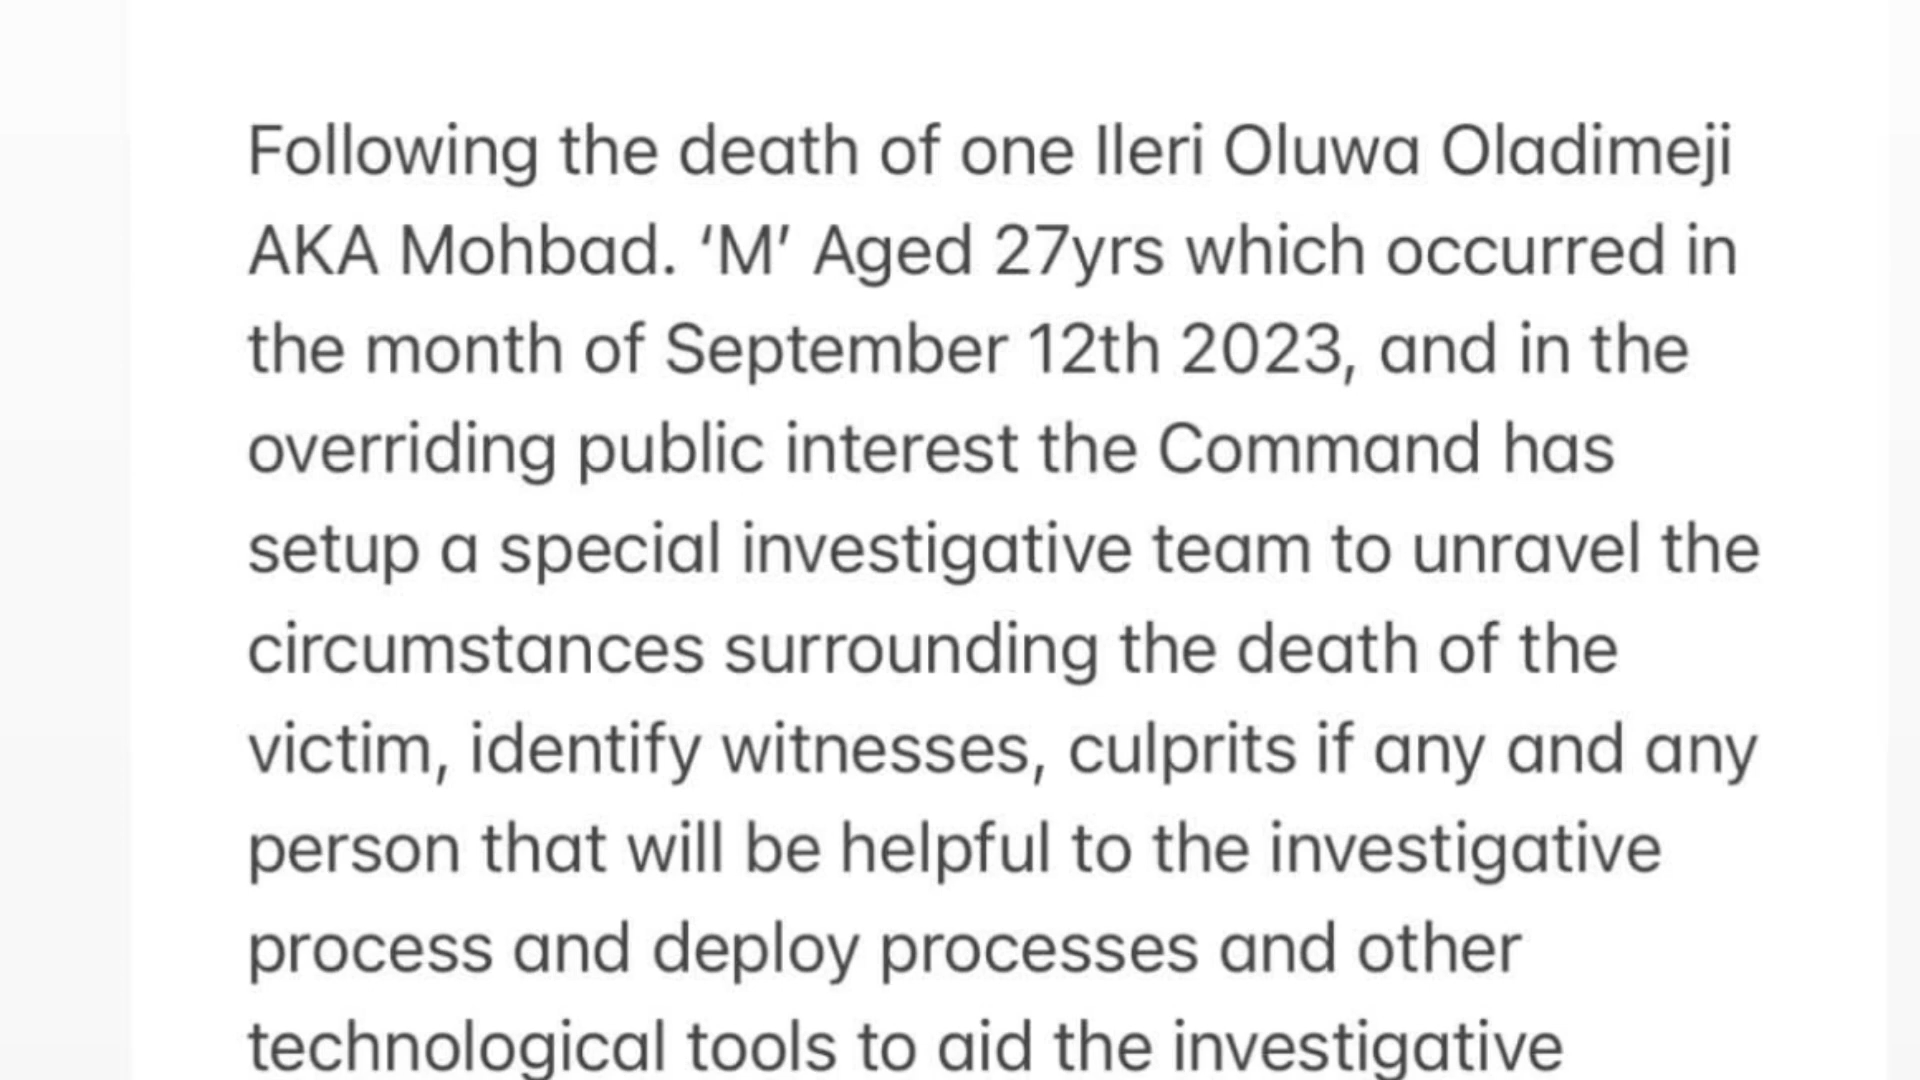 Following the death of one Ileri Oluwa Oladimeji
AKA Mohbad. ‘M’ Aged 27yrs which occurred in
the month of September 12th 2023, and in the
overriding public interest the Command has
setup a special investigative team to unravel the
circumstances surrounding the death of the
victim, identify witnesses, culprits if any and any
person that will be helpful to the investigative
process and deploy processes and other
technological tools to aid the investigative